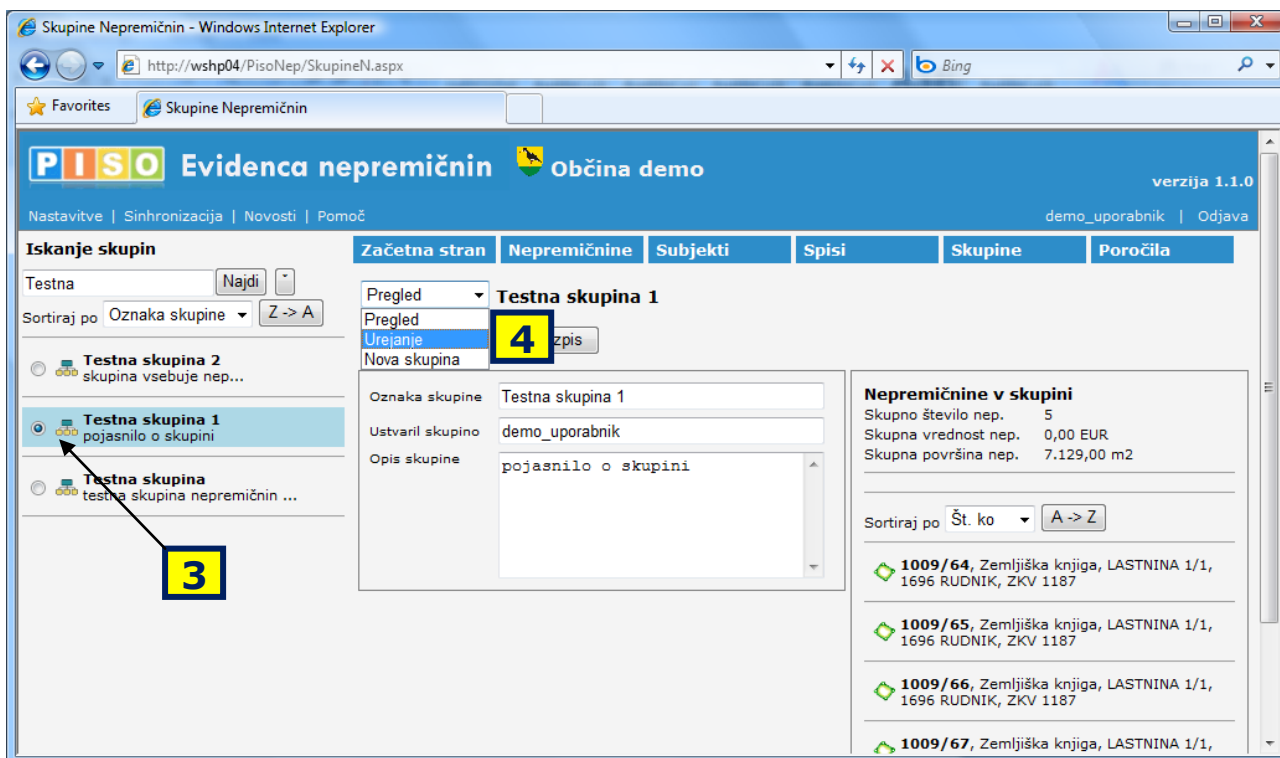 Skupine Nepremičnin - Windows Internet Explorer
http://wshp04/PisoNep/SkupineN.aspx
Bing
Favorites
Skupine Nepremičnin
PISO Evidenca nepremičnin Občina demo
verzija 1.1.0
Nastavitve | Sinhronizacija | Novosti | Pomoč
demo_uporabnik | Odjava
Iskanje skupin
Testna
Najdi
Sortiraj po Oznaka skupine Z -> A
Testna skupina 2
skupina vsebuje nep...
Testna skupina 1
pojasnilo o skupini
Testna skupina
testna skupina nepremičnin ...
3
Začetna stran Nepremičnine Subjekti Spisi Skupine Poročila
Pregled Testna skupina 1
Pregled
Urejanje
Nova skupina
4
zpis
Oznaka skupine Testna skupina 1
Ustvaril skupino demo_uporabnik
Opis skupine pojasnilo o skupini
Nepremičnine v skupini
Skupno število nep. 5
Skupna vrednost nep. 0,00 EUR
Skupna površina nep. 7.129,00 m2
Sortiraj po Št. ko A -> Z
1009/64, Zemljiška knjiga, LASTNINA 1/1,
1696 RUDNIK, ZKV 1187
1009/65, Zemljiška knjiga, LASTNINA 1/1,
1696 RUDNIK, ZKV 1187
1009/66, Zemljiška knjiga, LASTNINA 1/1,
1696 RUDNIK, ZKV 1187
1009/67, Zemljiška knjiga, LASTNINA 1/1,